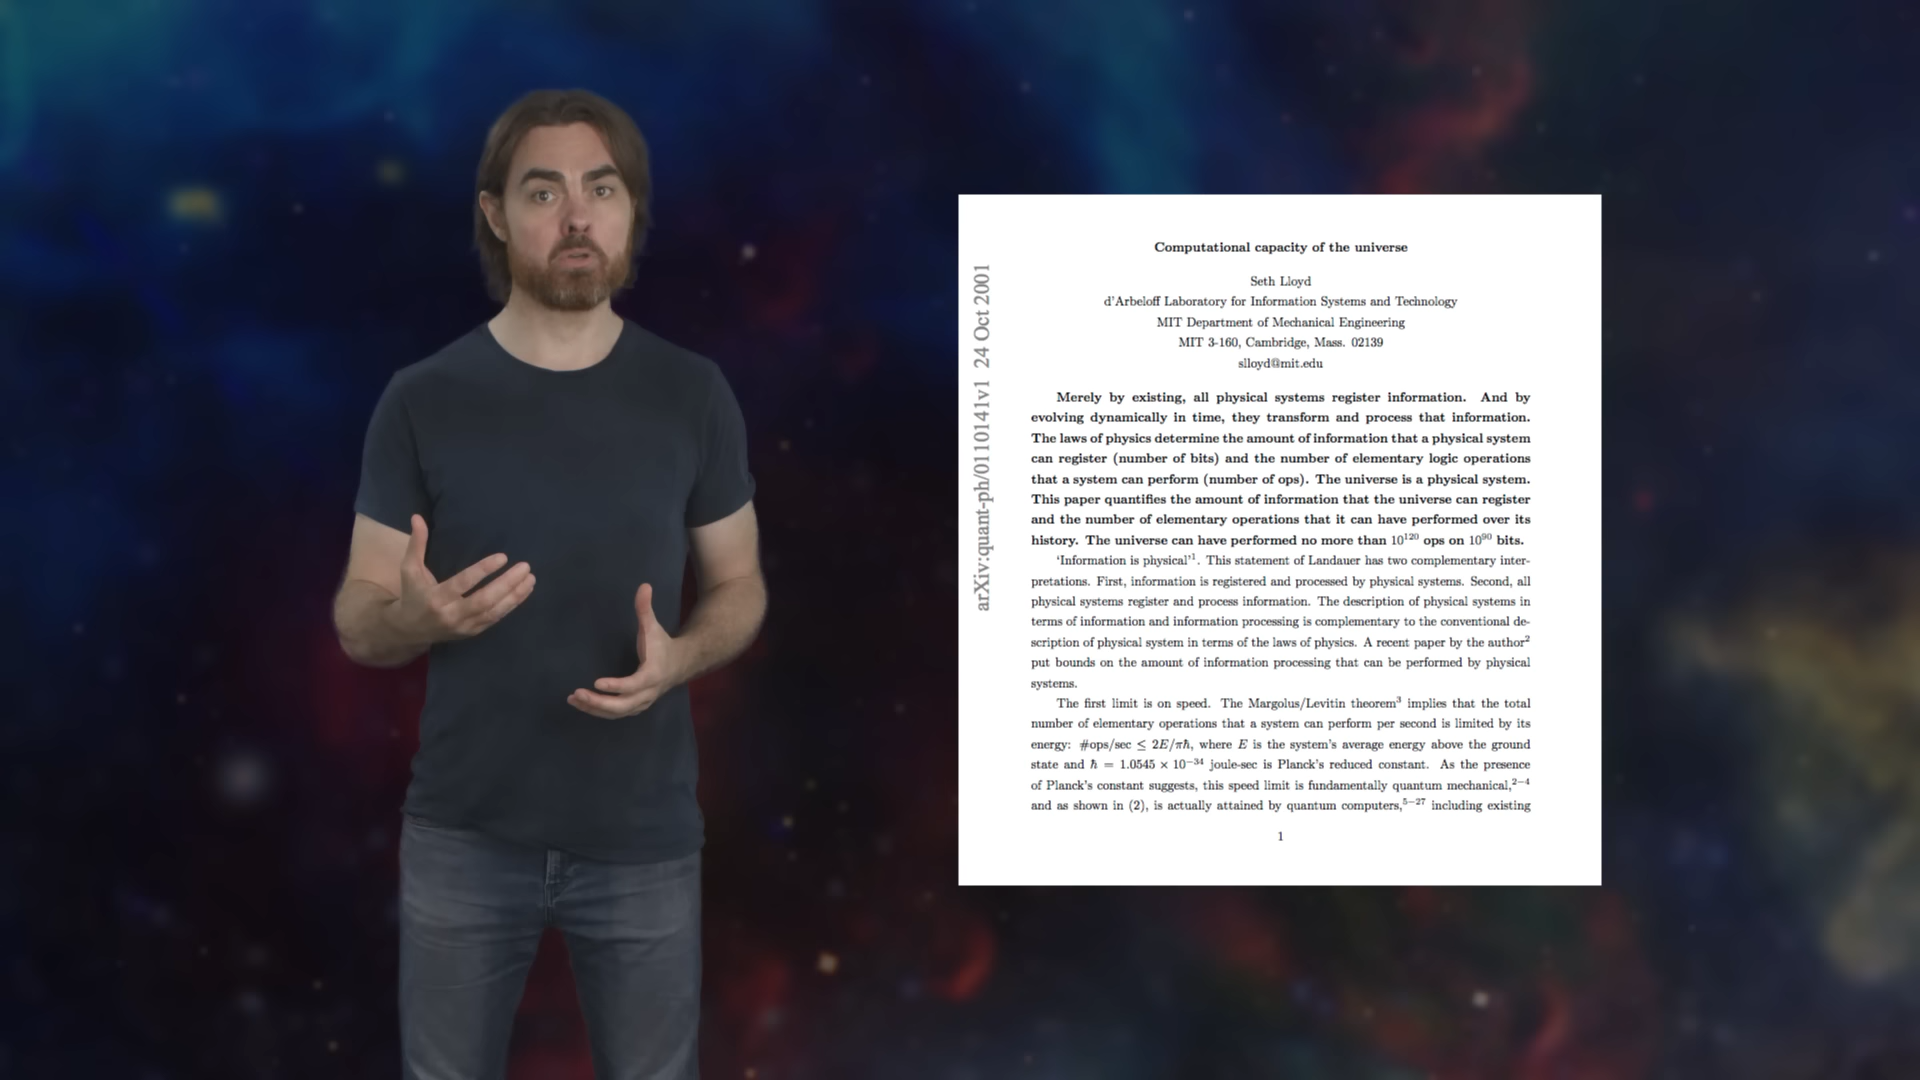 Computational capacity of the universe
Seth Lloyd
d'Arbeloff Laboratory for Information Systems and Technology
MIT Department of Mechanical Engineering
MIT 3-160, Cambridge, Mass. 02139
slloyd@mit.edu
arXiv:quant-ph/0110141v1 24 Oct 2001
Merely by existing, all physical systems register information. And by
evolving dynamically in time, they transform and process that information.
The laws of physics determine the amount of information that a physical system
can register (number of bits) and the number of elementary logic operations
that a system can perform (number of ops). The universe is a physical system.
This paper quantifies the amount of information that the universe can register
and the number of elementary operations that it can have performed over its
history. The universe can have performed no more than 10¹²⁰ ops on 10⁹⁰ bits.
'Information is physical'¹. This statement of Landauer has two complementary inter-
pretations. First, information is registered and processed by physical systems. Second, all
physical systems register and process information. The description of physical systems in
terms of information and information processing is complementary to the conventional de-
scription of physical system in terms of the laws of physics. A recent paper by the author²
put bounds on the amount of information processing that can be performed by physical
systems.
The first limit is on speed. The Margolus/Levitin theorem³ implies that the total
number of elementary operations that a system can perform per second is limited by its
energy: #ops/sec ≤ 2E/πħ, where E is the system's average energy above the ground
state and ħ = 1.0545 × 10⁻³⁴ joule-sec is Planck's reduced constant. As the presence
of Planck's constant suggests, this speed limit is fundamentally quantum mechanical,²⁻⁴
and as shown in (2), is actually attained by quantum computers,⁵⁻²⁷ including existing
1